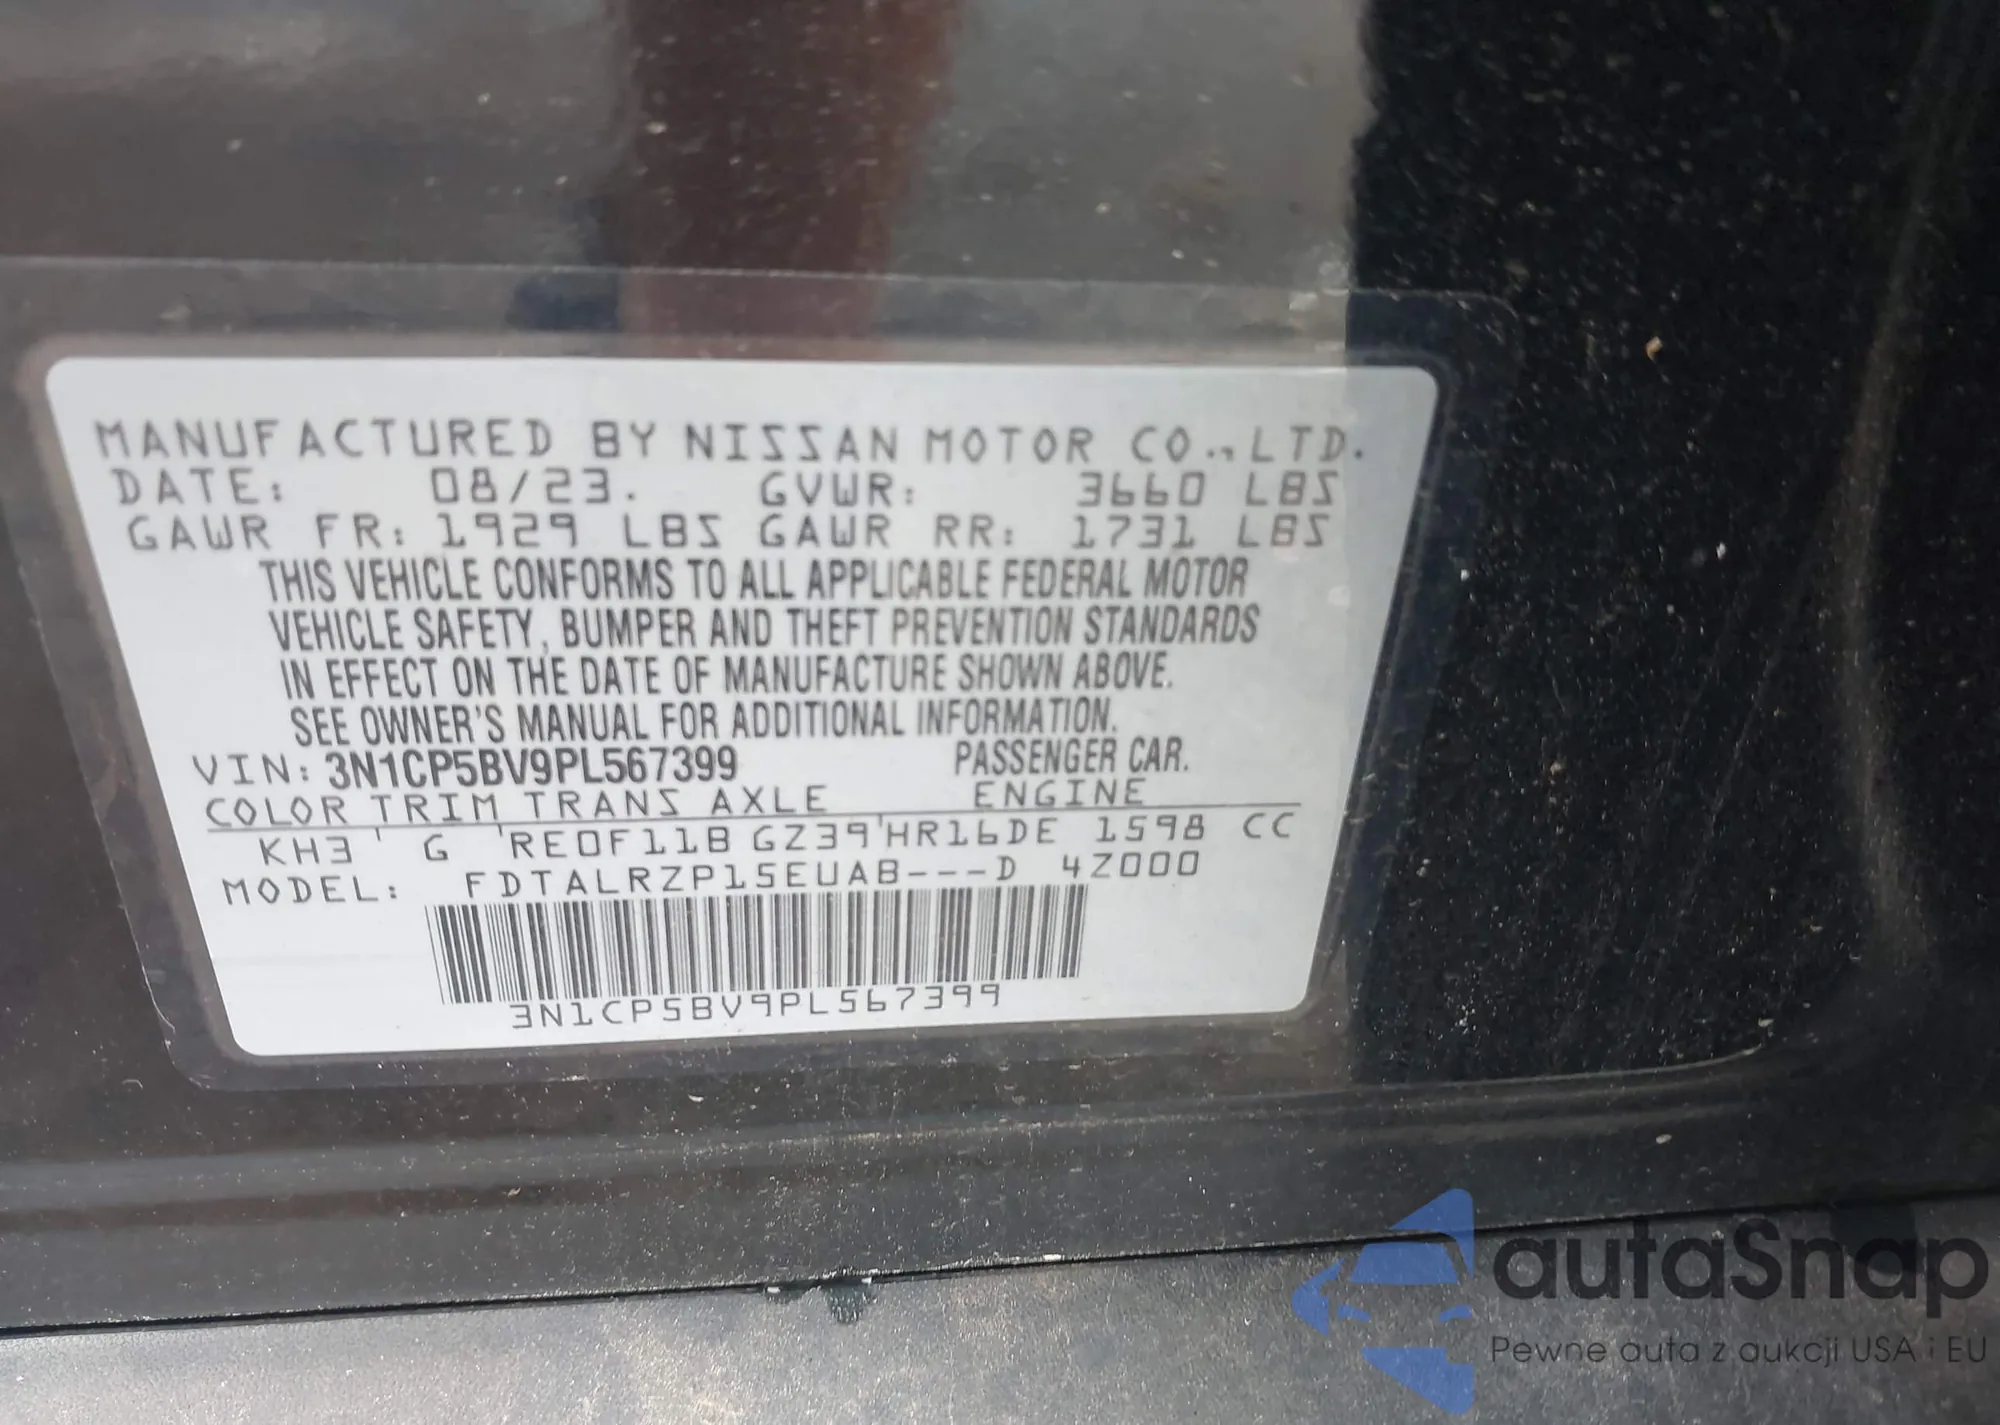 MANUFACTURED BY NISSAN MOTOR CO., LTD.
DATE: 08/23. GVWR: 3660 LBS
GAWR FR: 1929 LBS GAWR RR: 1731 LBS
THIS VEHICLE CONFORMS TO ALL APPLICABLE FEDERAL MOTOR
VEHICLE SAFETY, BUMPER AND THEFT PREVENTION STANDARDS
IN EFFECT ON THE DATE OF MANUFACTURE SHOWN ABOVE.
SEE OWNER'S MANUAL FOR ADDITIONAL INFORMATION.
VIN: 3N1CP5BV9PL567399 PASSENGER CAR.
COLOR TRIM TRANS AXLE ENGINE
KH3 ' G 'RE0F11B GZ39'HR16DE 1598 CC
MODEL: FDTALRZP15EUAB---D 4Z000
3N1CP5BV9PL567399
autaSnap
Pewne auta z aukcji USA i EU